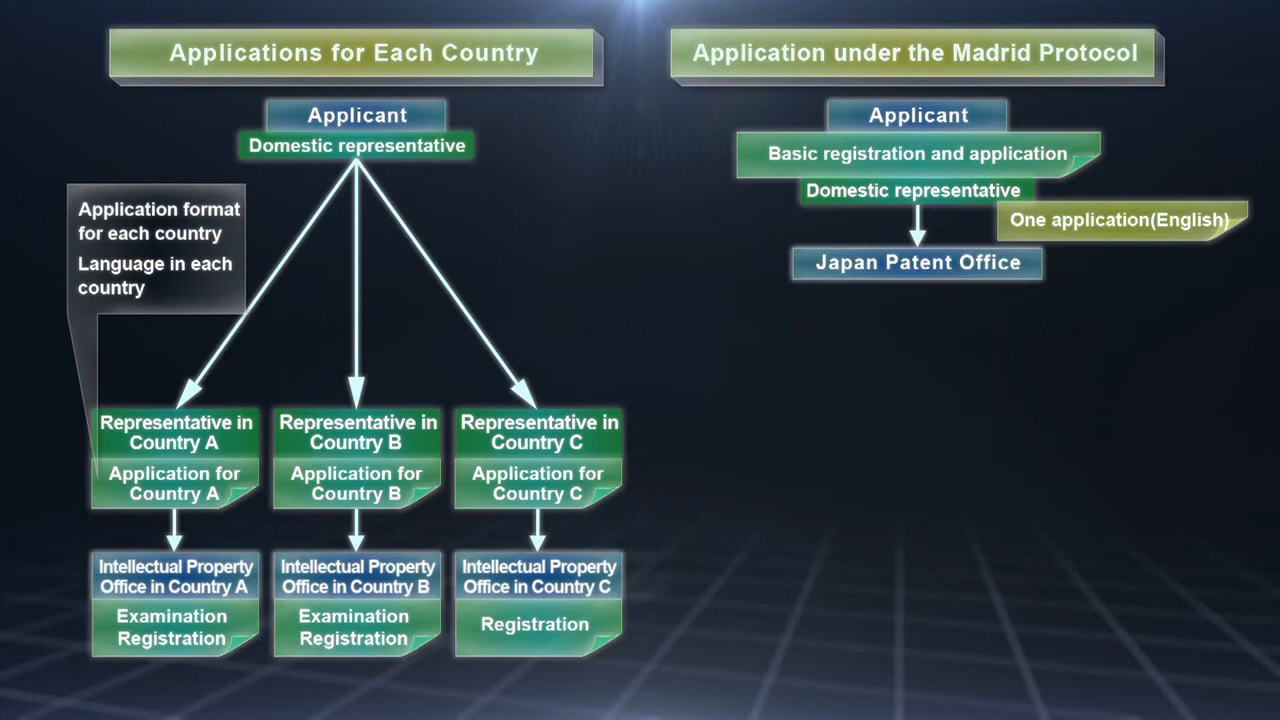 Applications for Each Country
Applicant
Domestic representative
Application format
for each country
Language in each
country
Representative in
Country A
Application for
Country A
Intellectual Property
Office in Country A
Examination
Registration
Representative in
Country B
Application for
Country B
Intellectual Property
Office in Country B
Examination
Registration
Representative in
Country C
Application for
Country C
Intellectual Property
Office in Country C
Registration
Application under the Madrid Protocol
Applicant
Basic registration and application
Domestic representative
One application(English)
Japan Patent Office